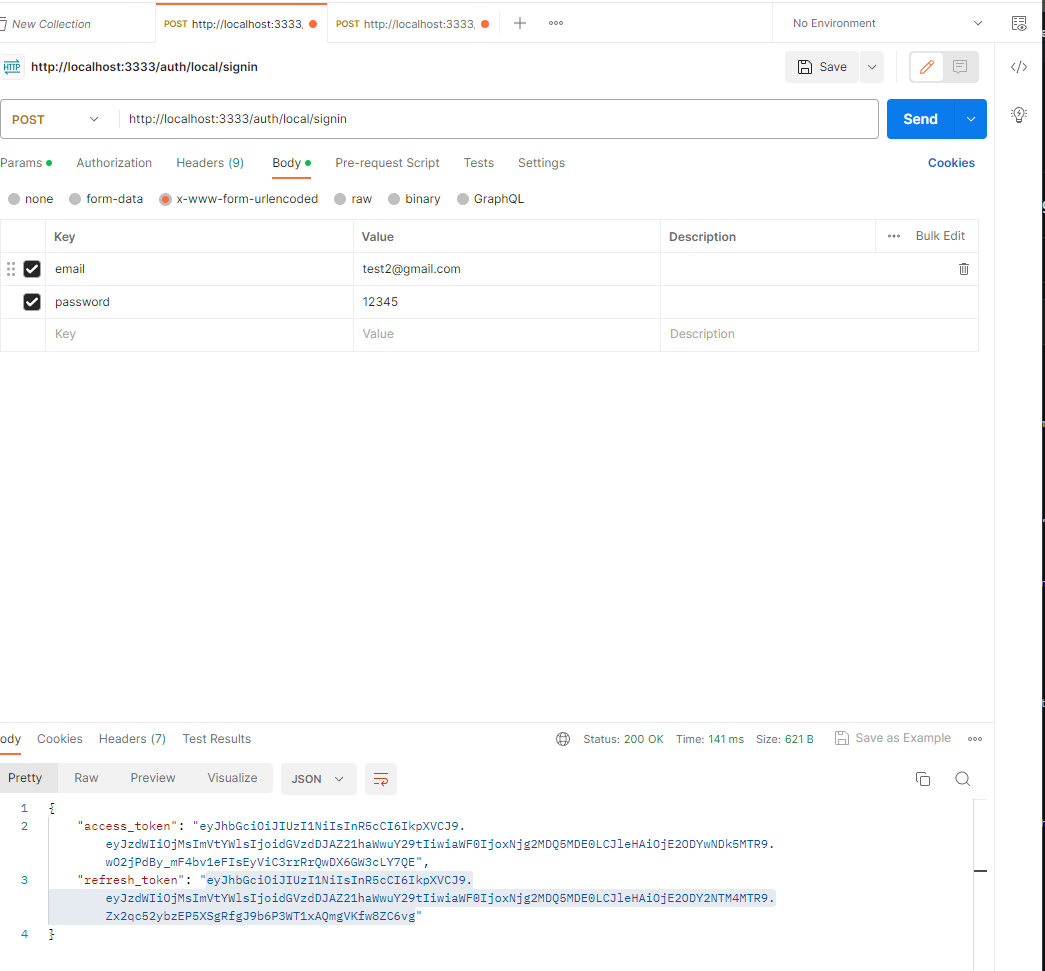 New Collection
POST http://localhost:3333,
POST http://localhost:3333,
No Environment
HTTP http://localhost:3333/auth/local/signin
Save
POST http://localhost:3333/auth/local/signin
Send
Params Authorization Headers (9) Body Pre-request Script Tests Settings
Cookies
none form-data x-www-form-urlencoded raw binary GraphQL
Key Value Description Bulk Edit
email test2@gmail.com
password 12345
Key Value Description
ody Cookies Headers (7) Test Results
Status: 200 OK Time: 141 ms Size: 621 B Save as Example
Pretty Raw Preview Visualize JSON
1 {
2 "access_token": "eyJhbGciOiJIUzI1NiIsInR5cCI6IkpXVCJ9.
eyJzdWIiOjMsImVtYWlsIjoidGVzdDJAZ21haWwuY29tIiwiaWF0IjoxNjg2MDQ5MDE0LCJleHAiOjE2ODYwNDk5MTR9.
wO2jPdBy_mF4bv1eFIsEyViC3rrRrQwDX6GW3cLY7QE",
3 "refresh_token": "eyJhbGciOiJIUzI1NiIsInR5cCI6IkpXVCJ9.
eyJzdWIiOjMsImVtYWlsIjoidGVzdDJAZ21haWwuY29tIiwiaWF0IjoxNjg2MDQ5MDE0LCJleHAiOjE2ODY2NTM4MTR9.
Zx2qc52ybzEP5XSgRfgJ9b6P3WT1xAQmgVKfw8ZC6vg"
4 }